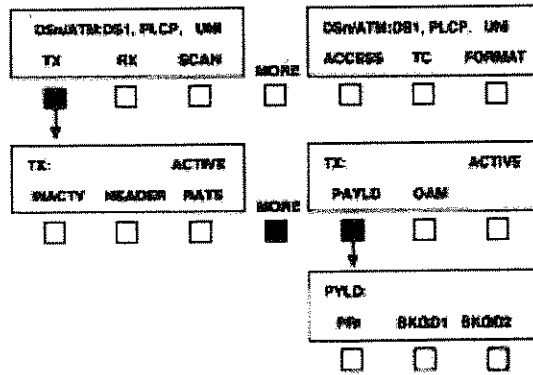 DSn/ATM:DS1, PLCP, UNI
TX RX SCAN
MORE
DSn/ATM:DS1, PLCP, UNI
ACCESS TC FORMAT
TX: ACTIVE
INACTV HEADER RATE
MORE
TX: ACTIVE
PAYLD OAM
PYLD:
PRI BKGD1 BKGD2